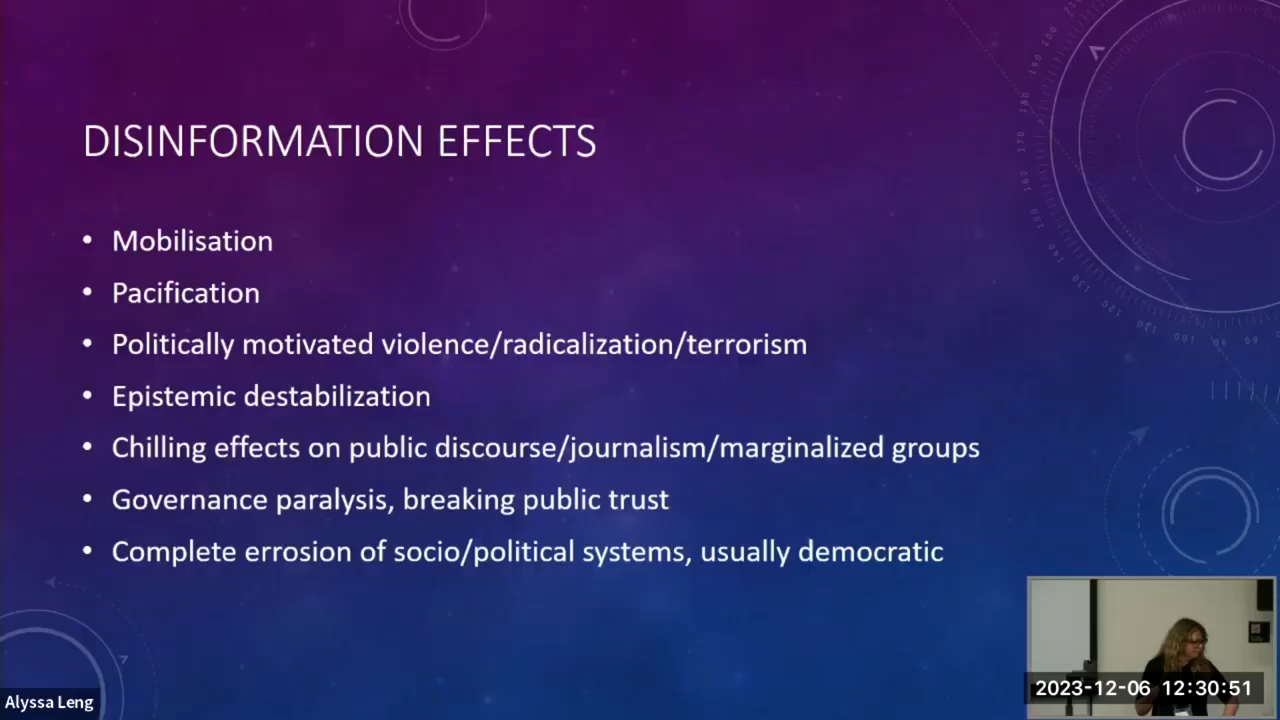 DISINFORMATION EFFECTS
• Mobilisation
• Pacification
• Politically motivated violence/radicalization/terrorism
• Epistemic destabilization
• Chilling effects on public discourse/journalism/marginalized groups
• Governance paralysis, breaking public trust
• Complete errosion of socio/political systems, usually democratic
Alyssa Leng
2023-12-06 12:30:51